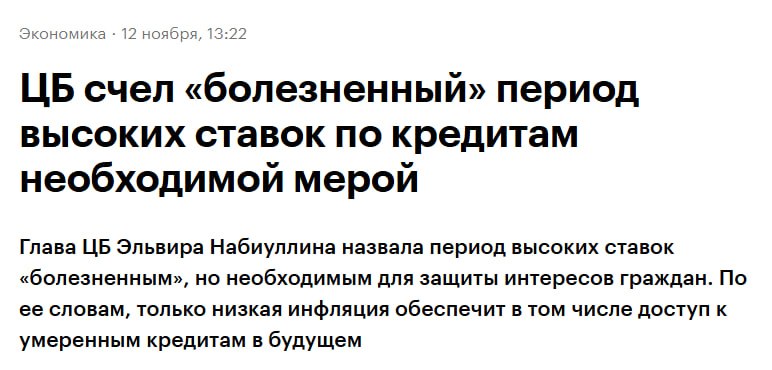 Экономика · 12 ноября, 13:22
ЦБ счел «болезненный» период
высоких ставок по кредитам
необходимой мерой
Глава ЦБ Эльвира Набиуллина назвала период высоких ставок
«болезненным», но необходимым для защиты интересов граждан. По
ее словам, только низкая инфляция обеспечит в том числе доступ к
умеренным кредитам в будущем